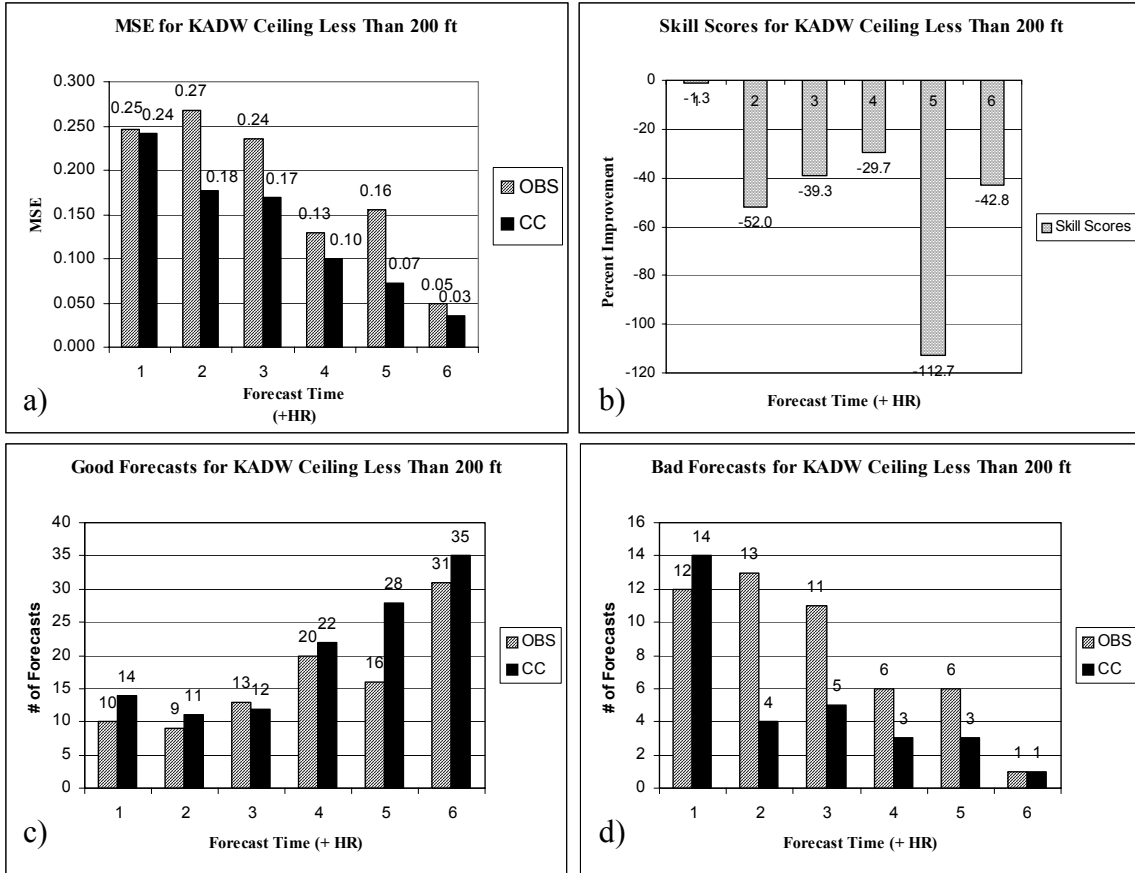 MSE for KADW Ceiling Less Than 200 ft
MSE
0.300
0.250
0.200
0.150
0.100
0.050
0.000
0.25
0.24
0.27
0.18
0.24
0.17
0.13
0.10
0.16
0.07
0.05
0.03
1 2 3 4 5 6
Forecast Time
(+HR)
OBS
CC
a)
Skill Scores for KADW Ceiling Less Than 200 ft
Percent Improvement
0
-20
-40
-60
-80
-100
-120
1 2 3 4 5 6
-1.3
-52.0
-39.3
-29.7
-112.7
-42.8
Forecast Time (+ HR)
Skill Scores
b)
Good Forecasts for KADW Ceiling Less Than 200 ft
# of Forecasts
40
35
30
25
20
15
10
5
0
10
14
9
11
13
12
20
22
16
28
31
35
1 2 3 4 5 6
Forecast Time (+ HR)
OBS
CC
c)
Bad Forecasts for KADW Ceiling Less Than 200 ft
# of Forecasts
16
14
12
10
8
6
4
2
0
12
14
13
4
11
5
6
3
6
3
1
1
1 2 3 4 5 6
Forecast Time (+ HR)
OBS
CC
d)